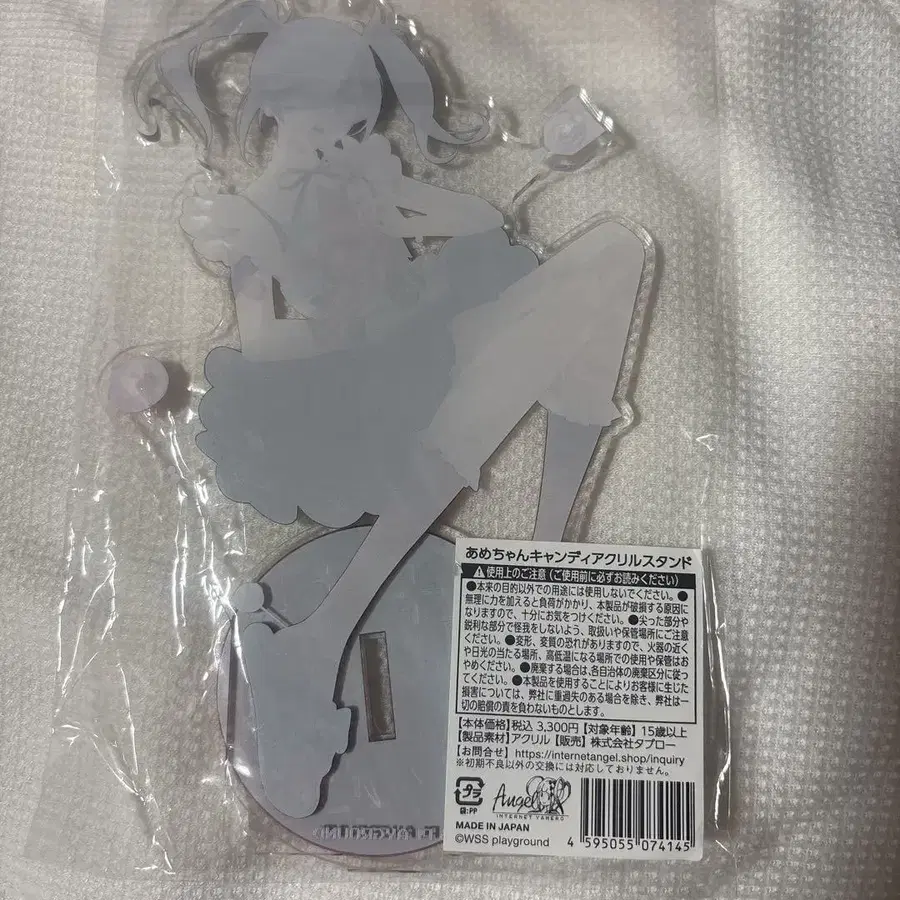 あめちゃんキャンディアクリルスタンド
使用上のご注意(ご使用前に必ずお読みください)
●本来の目的以外での用途には使用しないでください。●
無理に力を加えると負荷がかかり、本製品が破損する原因に
なりますので、十分にお気をつけください。●尖った部分や
鋭利な部分で怪我をしないよう、取扱いや保管場所にご注意
ください。●変形、変質の恐れがありますので、火器の近く
や日光の当たる場所、高低温になる場所での使用や保管はお
やめください。●廃棄する場合は、各自治体の廃棄区分に従っ
てください。●本製品を使用することによりお客様に生じた
損害については、弊社に重過失のある場合を除き、弊社は一
切の賠償の責を負わないものとします。
【本体価格】税込 3,300円【対象年齢】15歳以上
【製品素材】アクリル【販売】株式会社タブロー
【お問合せ】https://internetangel.shop/inquiry
※初期不良以外の交換には対応しておりません。
プラ
袋:PP
Angel
INTERNET YAMERO
MADE IN JAPAN
©WSS playground
4 595055 074145